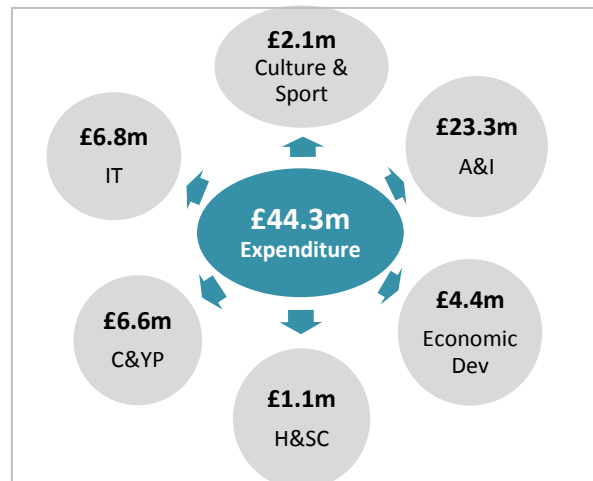 £2.1m
Culture &
Sport
£6.8m
IT
£23.3m
A&I
£44.3m
Expenditure
£6.6m
C&YP
£4.4m
Economic
Dev
£1.1m
H&SC